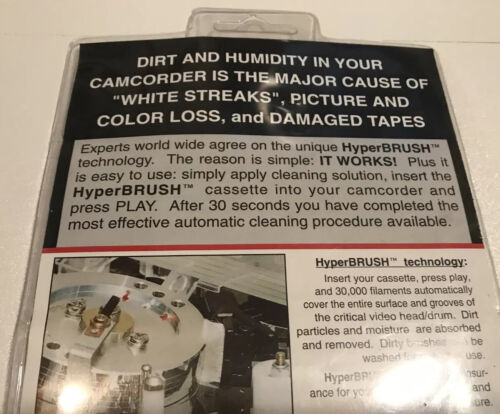 DIRT AND HUMIDITY IN YOUR
CAMCORDER IS THE MAJOR CAUSE OF
"WHITE STREAKS", PICTURE AND
COLOR LOSS, and DAMAGED TAPES
Experts world wide agree on the unique HyperBRUSH™
technology. The reason is simple: IT WORKS! Plus it
is easy to use: simply apply cleaning solution, insert the
HyperBRUSH™ cassette into your camcorder and
press PLAY. After 30 seconds you have completed the
most effective automatic cleaning procedure available.
HyperBRUSH™ technology:
Insert your cassette, press play,
and 30,000 filaments automatically
cover the entire surface and grooves of
the critical video head/drum. Dirt
particles and moisture are absorbed
and removed. Dirty be
washed use.
HyperBR
ance for you